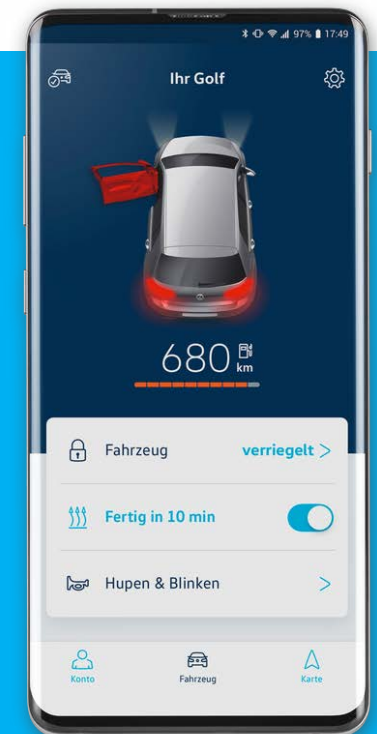 97% 17:49
Ihr Golf
680 km
Fahrzeug verriegelt >
Fertig in 10 min
Hupen & Blinken >
Konto Fahrzeug Karte